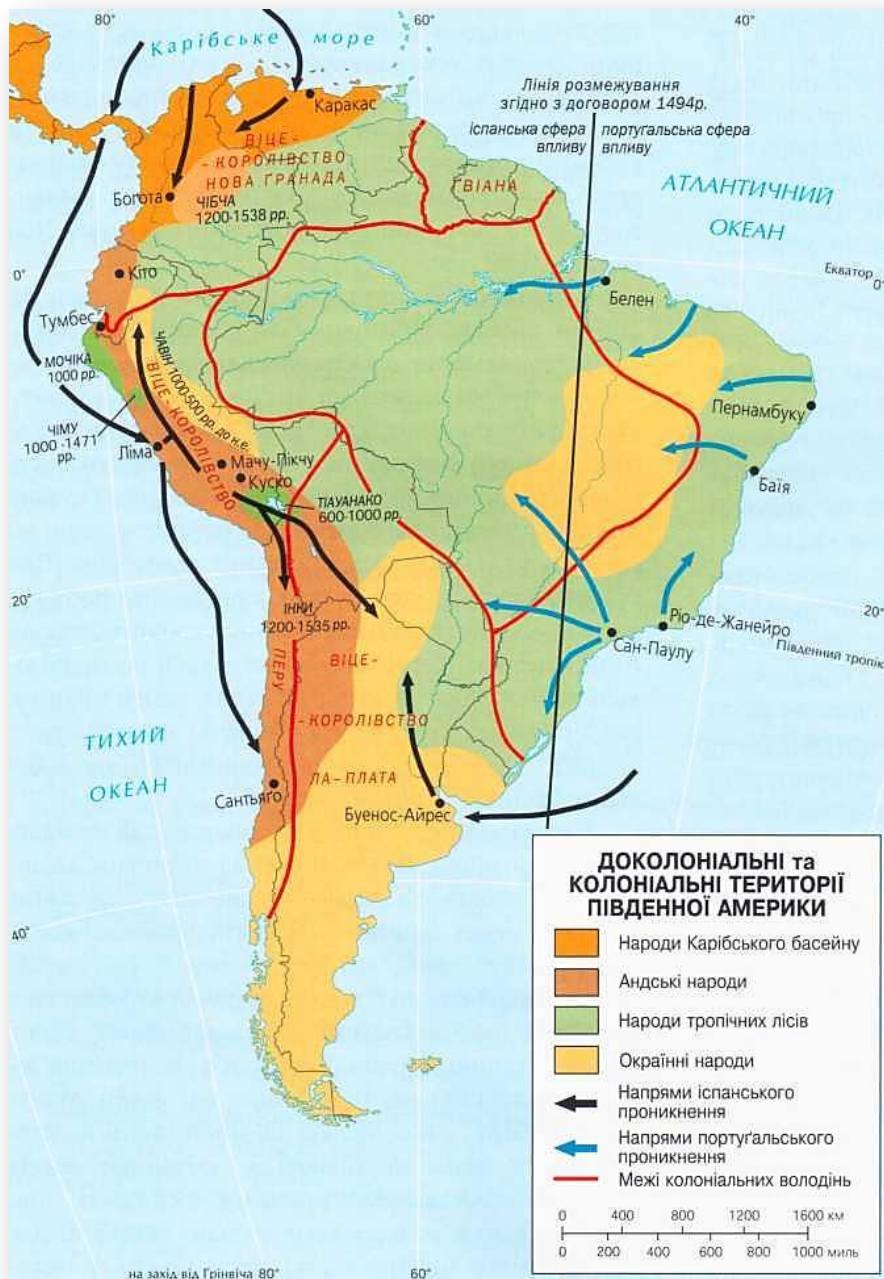 80°
60°
40°
Карібське море
Каракас
Лінія розмежування
згідно з договором 1494р.
іспанська сфера
впливу
португальська сфера
впливу
ВІЦЕ-
-КОРОЛІВСТВО
НОВА ҐРАНАДА
ЧІБЧА
1200-1538 рр.
Богота
ГВІАНА
АТЛАНТИЧНИЙ
ОКЕАН
Екватор
0°
0°
Кіто
Белен
Тумбес
МОЧІКА
1000 рр.
ЧАВІН 1000-500 рр. до н.е.
ВІЦЕ-КОРОЛІВСТВО
ПЕРУ
ЧІМУ
1000-1471
рр.
Ліма
Мачу-Пікчу
Куско
Пернамбуку
Баїя
ТІАУАНАКО
600-1000 рр.
20°
20°
ІНКИ
1200-1535 рр.
Ріо-де-Жанейро
Сан-Паулу
Південний тропік
ВІЦЕ-
-КОРОЛІВСТВО
ЛА-ПЛАТА
ТИХИЙ
ОКЕАН
Сантьяго
Буенос-Айрес
40°
ДОКОЛОНІАЛЬНІ та
КОЛОНІАЛЬНІ ТЕРИТОРІЇ
ПІВДЕННОЇ АМЕРИКИ
Народи Карібського басейну
Андські народи
Народи тропічних лісів
Окраїнні народи
Напрями іспанського
проникнення
Напрями португальського
проникнення
Межі колоніальних володінь
0 400 800 1200 1600 км
0 200 400 600 800 1000 миль
на захід від Грінвіча 80°
60°